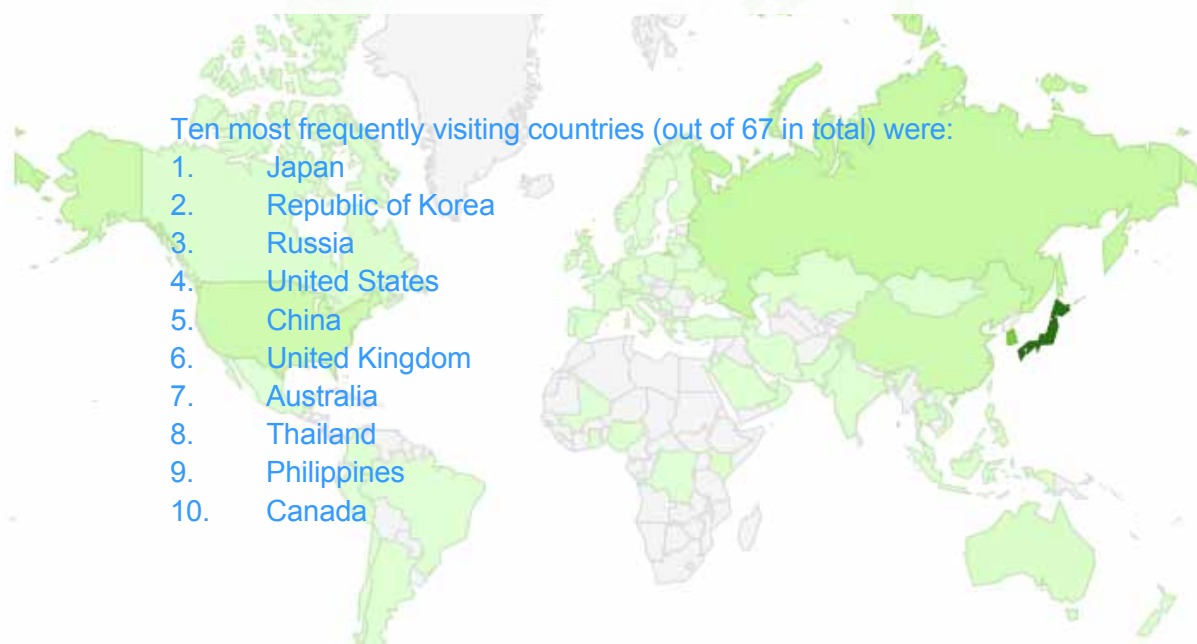 Ten most frequently visiting countries (out of 67 in total) were:
1. Japan
2. Republic of Korea
3. Russia
4. United States
5. China
6. United Kingdom
7. Australia
8. Thailand
9. Philippines
10. Canada